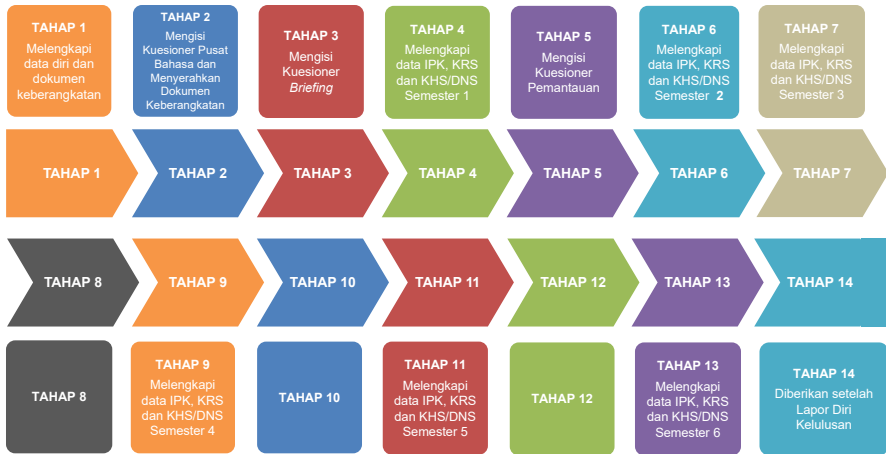 TAHAP 1
Melengkapi
data diri dan
dokumen
keberangkatan
TAHAP 2
Mengisi
Kuesioner Pusat
Bahasa dan
Menyerahkan
Dokumen
Keberangkatan
TAHAP 3
Mengisi
Kuesioner
Briefing
TAHAP 4
Melengkapi
data IPK, KRS
dan KHS/DNS
Semester 1
TAHAP 5
Mengisi
Kuesioner
Pemantauan
TAHAP 6
Melengkapi
data IPK, KRS
dan KHS/DNS
Semester 2
TAHAP 7
Melengkapi
data IPK, KRS
dan KHS/DNS
Semester 3
TAHAP 1
TAHAP 2
TAHAP 3
TAHAP 4
TAHAP 5
TAHAP 6
TAHAP 7
TAHAP 8
TAHAP 9
TAHAP 10
TAHAP 11
TAHAP 12
TAHAP 13
TAHAP 14
TAHAP 8
TAHAP 9
Melengkapi
data IPK, KRS
dan KHS/DNS
Semester 4
TAHAP 10
TAHAP 11
Melengkapi
data IPK, KRS
dan KHS/DNS
Semester 5
TAHAP 12
TAHAP 13
Melengkapi
data IPK, KRS
dan KHS/DNS
Semester 6
TAHAP 14
Diberikan setelah
Lapor Diri
Kelulusan